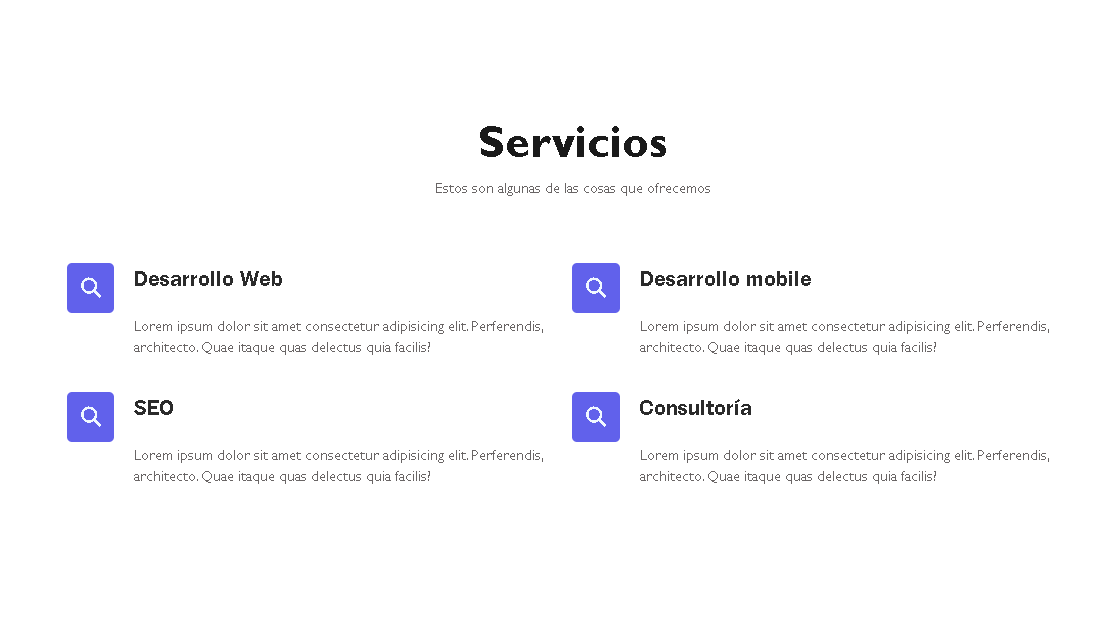 Servicios
Estos son algunas de las cosas que ofrecemos
Desarrollo Web
Lorem ipsum dolor sit amet consectetur adipisicing elit. Perferendis,
architecto. Quae itaque quas delectus quia facilis?
Desarrollo mobile
Lorem ipsum dolor sit amet consectetur adipisicing elit. Perferendis,
architecto. Quae itaque quas delectus quia facilis?
SEO
Lorem ipsum dolor sit amet consectetur adipisicing elit. Perferendis,
architecto. Quae itaque quas delectus quia facilis?
Consultoría
Lorem ipsum dolor sit amet consectetur adipisicing elit. Perferendis,
architecto. Quae itaque quas delectus quia facilis?